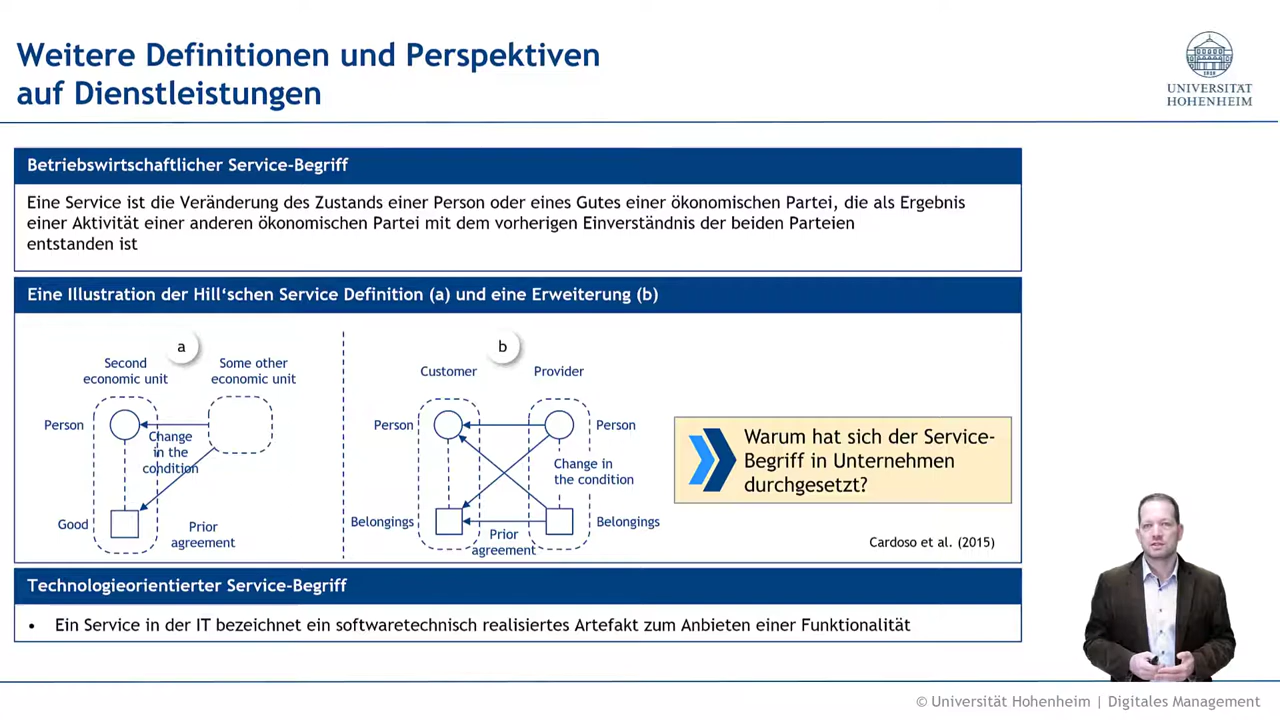 Weitere Definitionen und Perspektiven
auf Dienstleistungen
UNIVERSITÄT
HOHENHEIM
Betriebswirtschaftlicher Service-Begriff
Eine Service ist die Veränderung des Zustands einer Person oder eines Gutes einer ökonomischen Partei, die als Ergebnis
einer Aktivität einer anderen ökonomischen Partei mit dem vorherigen Einverständnis der beiden Parteien
entstanden ist
Eine Illustration der Hill‘schen Service Definition (a) und eine Erweiterung (b)
a
Second
economic unit
Some other
economic unit
Person
Change
in the
condition
Good
Prior
agreement
b
Customer
Provider
Person
Person
Change in
the condition
Belongings
Belongings
Prior
agreement
Warum hat sich der Service-
Begriff in Unternehmen
durchgesetzt?
Cardoso et al. (2015)
Technologieorientierter Service-Begriff
• Ein Service in der IT bezeichnet ein softwaretechnisch realisiertes Artefakt zum Anbieten einer Funktionalität
© Universität Hohenheim | Digitales Management